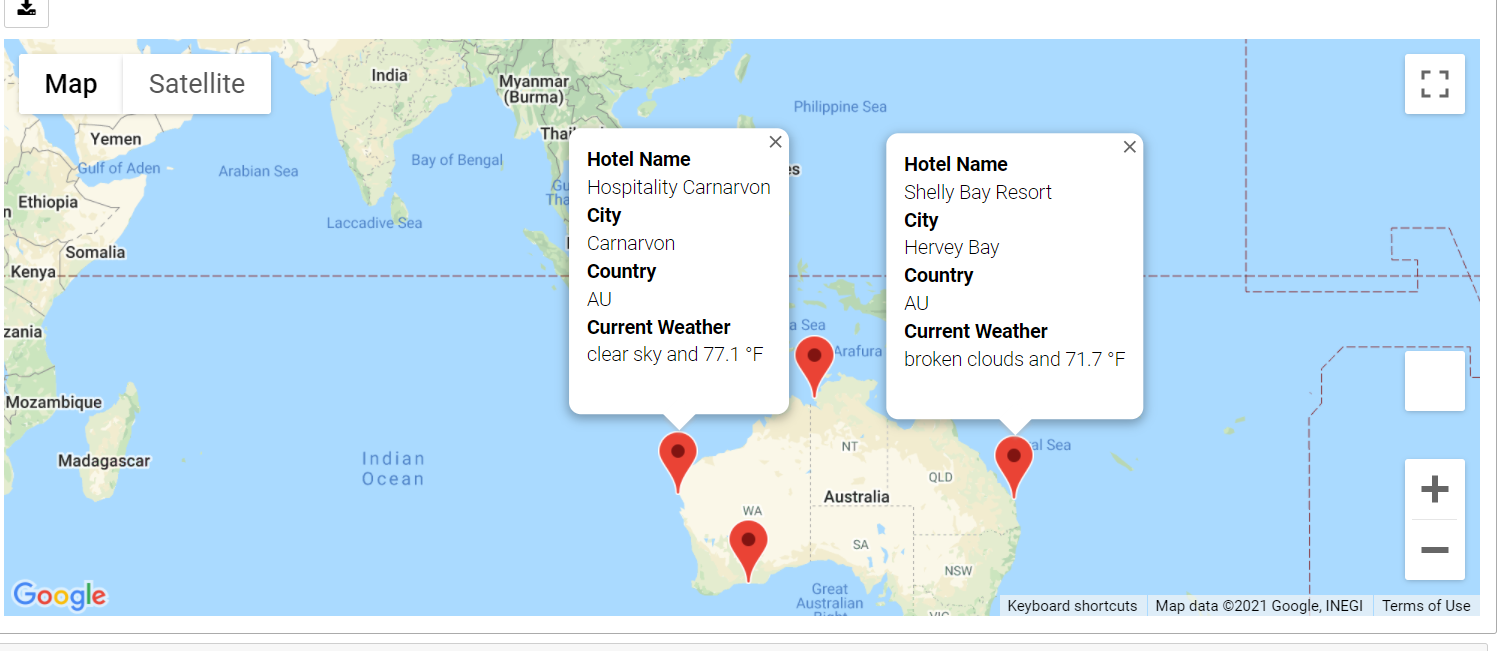 Map
Satellite
India
Myanmar
(Burma)
Philippine Sea
Yemen
Gulf of Aden
Arabian Sea
Bay of Bengal
Ethiopia
Laccadive Sea
Somalia
Kenya
Hotel Name
Hospitality Carnarvon
City
Carnarvon
Country
AU
Current Weather
clear sky and 77.1 °F
Hotel Name
Shelly Bay Resort
City
Hervey Bay
Country
AU
Current Weather
broken clouds and 71.7 °F
zania
a Sea
Arafura
Mozambique
Madagascar
Indian
Ocean
NT
al Sea
QLD
Australia
WA
SA
NSW
Great
Australian
Google
Keyboard shortcuts
Map data ©2021 Google, INEGI
Terms of Use